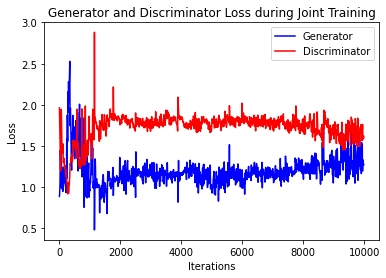 Generator and Discriminator Loss during Joint Training
Generator
Discriminator
Loss
3.0
2.5
2.0
1.5
1.0
0.5
0 2000 4000 6000 8000 10000
Iterations